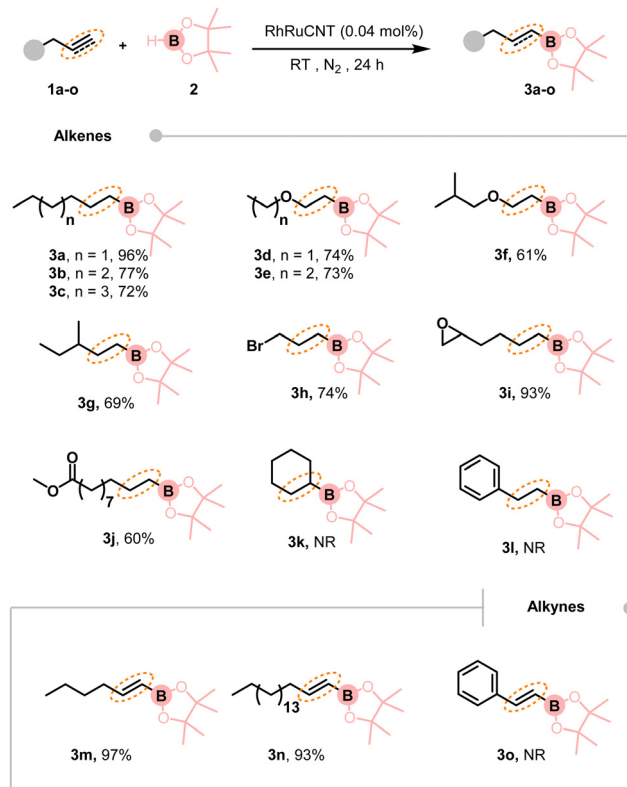 RhRuCNT (0.04 mol%)
+
H B O O
RT , N₂ , 24 h
B O O
1a-o
2
3a-o
Alkenes
n B O O
O n B O O
O B O O
3a, n = 1, 96%
3b, n = 2, 77%
3c, n = 3, 72%
3d, n = 1, 74%
3e, n = 2, 73%
3f, 61%
B O O
Br B O O
O B O O
3g, 69%
3h, 74%
3i, 93%
O O 7 B O O
B O O
B O O
3j, 60%
3k, NR
3l, NR
Alkynes
B O O
13 B O O
B O O
3m, 97%
3n, 93%
3o, NR